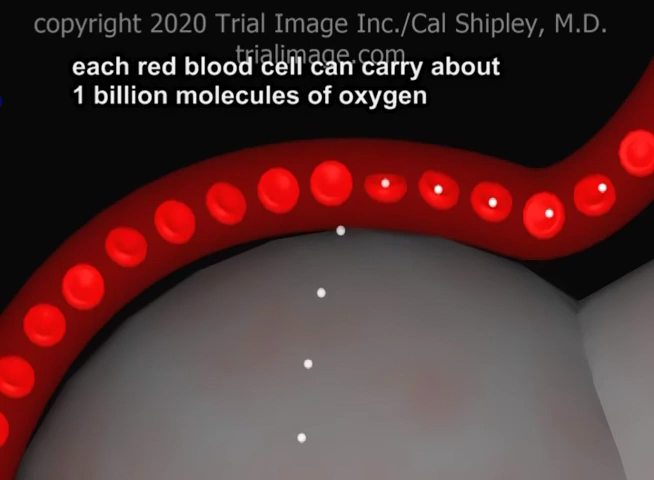 copyright 2020 Trial Image Inc./Cal Shipley, M.D.
trialimage.com
each red blood cell can carry about
1 billion molecules of oxygen